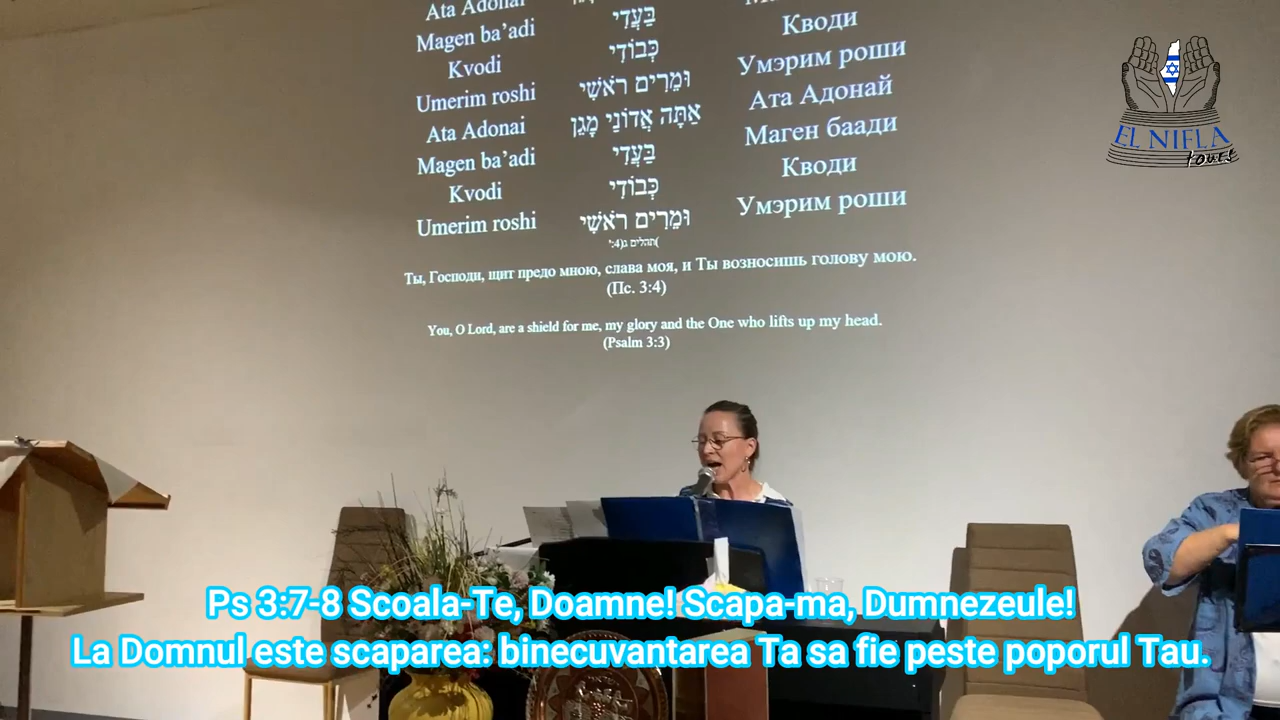 Ata Adonai
Magen ba’adi
Kvodi
Umerim roshi
Ata Adonai
Magen ba’adi
Kvodi
Umerim roshi
בַּעֲדִי
כְּבוֹדִי
וּמֵרִים רֹאשִׁי
אַתָּה אֲדוֹנַי מָגֵן
בַּעֲדִי
כְּבוֹדִי
וּמֵרִים רֹאשִׁי
)תהלים ג(4:'
Кводи
Умэрим роши
Ата Адонай
Маген баади
Кводи
Умэрим роши
Ты, Господи, щит предо мною, слава моя, и Ты возносишь голову мою.
(Пс. 3:4)
You, O Lord, are a shield for me, my glory and the One who lifts up my head.
(Psalm 3:3)
EL NIFLA
TOURS
Ps 3:7-8 Scoala-Te, Doamne! Scapa-ma, Dumnezeule!
La Domnul este scaparea: binecuvantarea Ta sa fie peste poporul Tau.